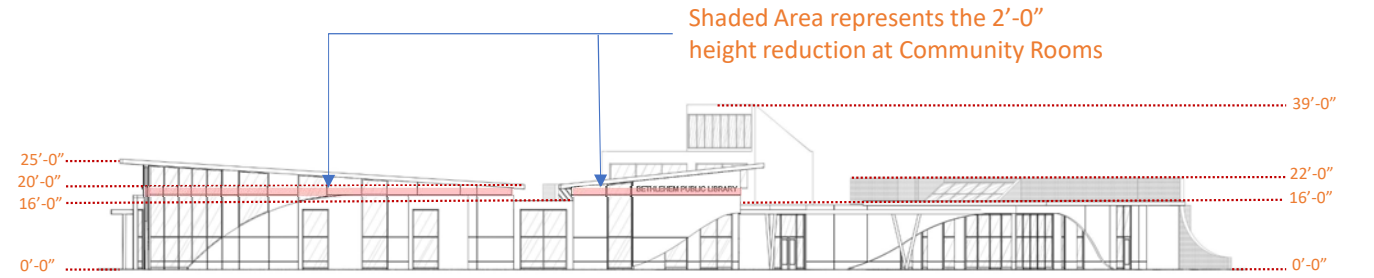 Shaded Area represents the 2’-0”
height reduction at Community Rooms
39’-0”
25’-0”
20’-0”
16’-0”
22’-0”
16’-0”
BETHLEHEM PUBLIC LIBRARY
0’-0”
0’-0”